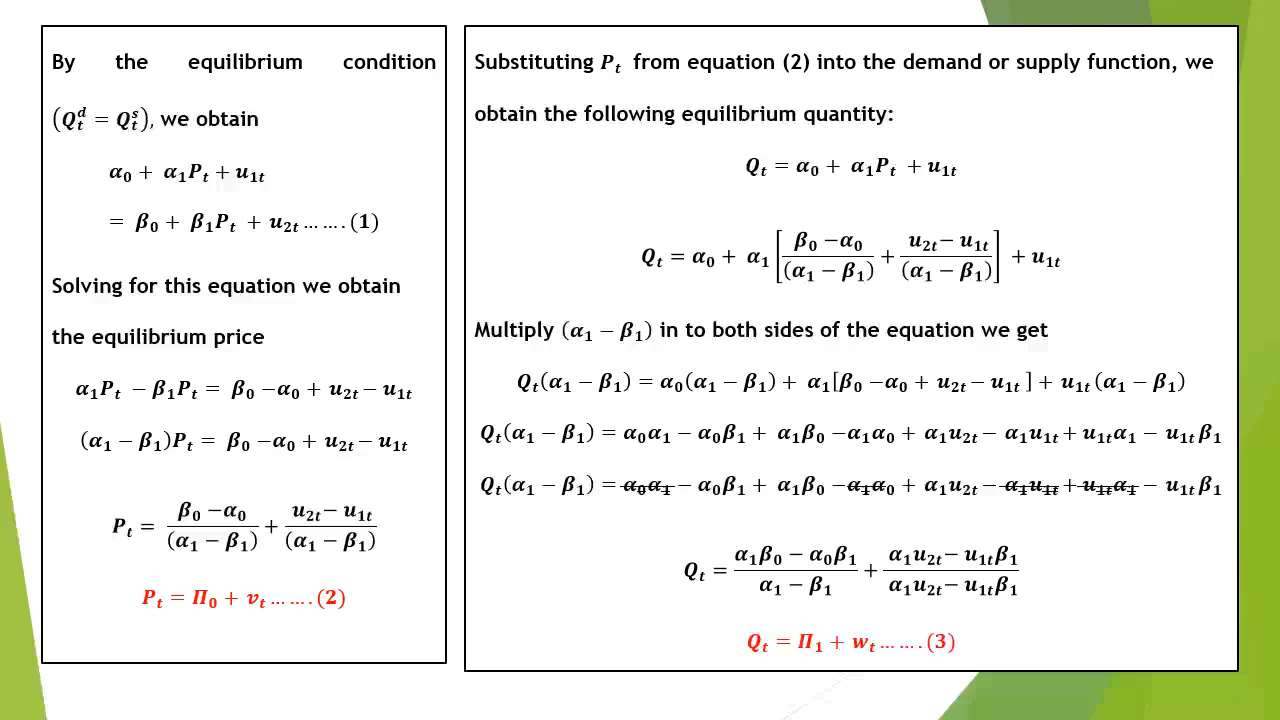 By the equilibrium condition
(Q_t^d = Q_t^s), we obtain
α₀ + α₁P_t + u_1t
= β₀ + β₁P_t + u_2t … … . (1)
Solving for this equation we obtain
the equilibrium price
α₁P_t − β₁P_t = β₀ − α₀ + u_2t − u_1t
(α₁ − β₁)P_t = β₀ − α₀ + u_2t − u_1t
P_t = (β₀ − α₀)/(α₁ − β₁) + (u_2t − u_1t)/(α₁ − β₁)
P_t = Π₀ + v_t … … . (2)
Substituting P_t from equation (2) into the demand or supply function, we
obtain the following equilibrium quantity:
Q_t = α₀ + α₁P_t + u_1t
Q_t = α₀ + α₁[(β₀ − α₀)/(α₁ − β₁) + (u_2t − u_1t)/(α₁ − β₁)] + u_1t
Multiply (α₁ − β₁) in to both sides of the equation we get
Q_t(α₁ − β₁) = α₀(α₁ − β₁) + α₁[β₀ − α₀ + u_2t − u_1t] + u_1t(α₁ − β₁)
Q_t(α₁ − β₁) = α₀α₁ − α₀β₁ + α₁β₀ − α₁α₀ + α₁u_2t − α₁u_1t + u_1tα₁ − u_1tβ₁
Q_t(α₁ − β₁) = α₀α₁ − α₀β₁ + α₁β₀ − α₁α₀ + α₁u_2t − α₁u_1t + u_1tα₁ − u_1tβ₁
Q_t = (α₁β₀ − α₀β₁)/(α₁ − β₁) + (α₁u_2t − u_1tβ₁)/(α₁u_2t − u_1tβ₁)
Q_t = Π₁ + w_t … … . (3)